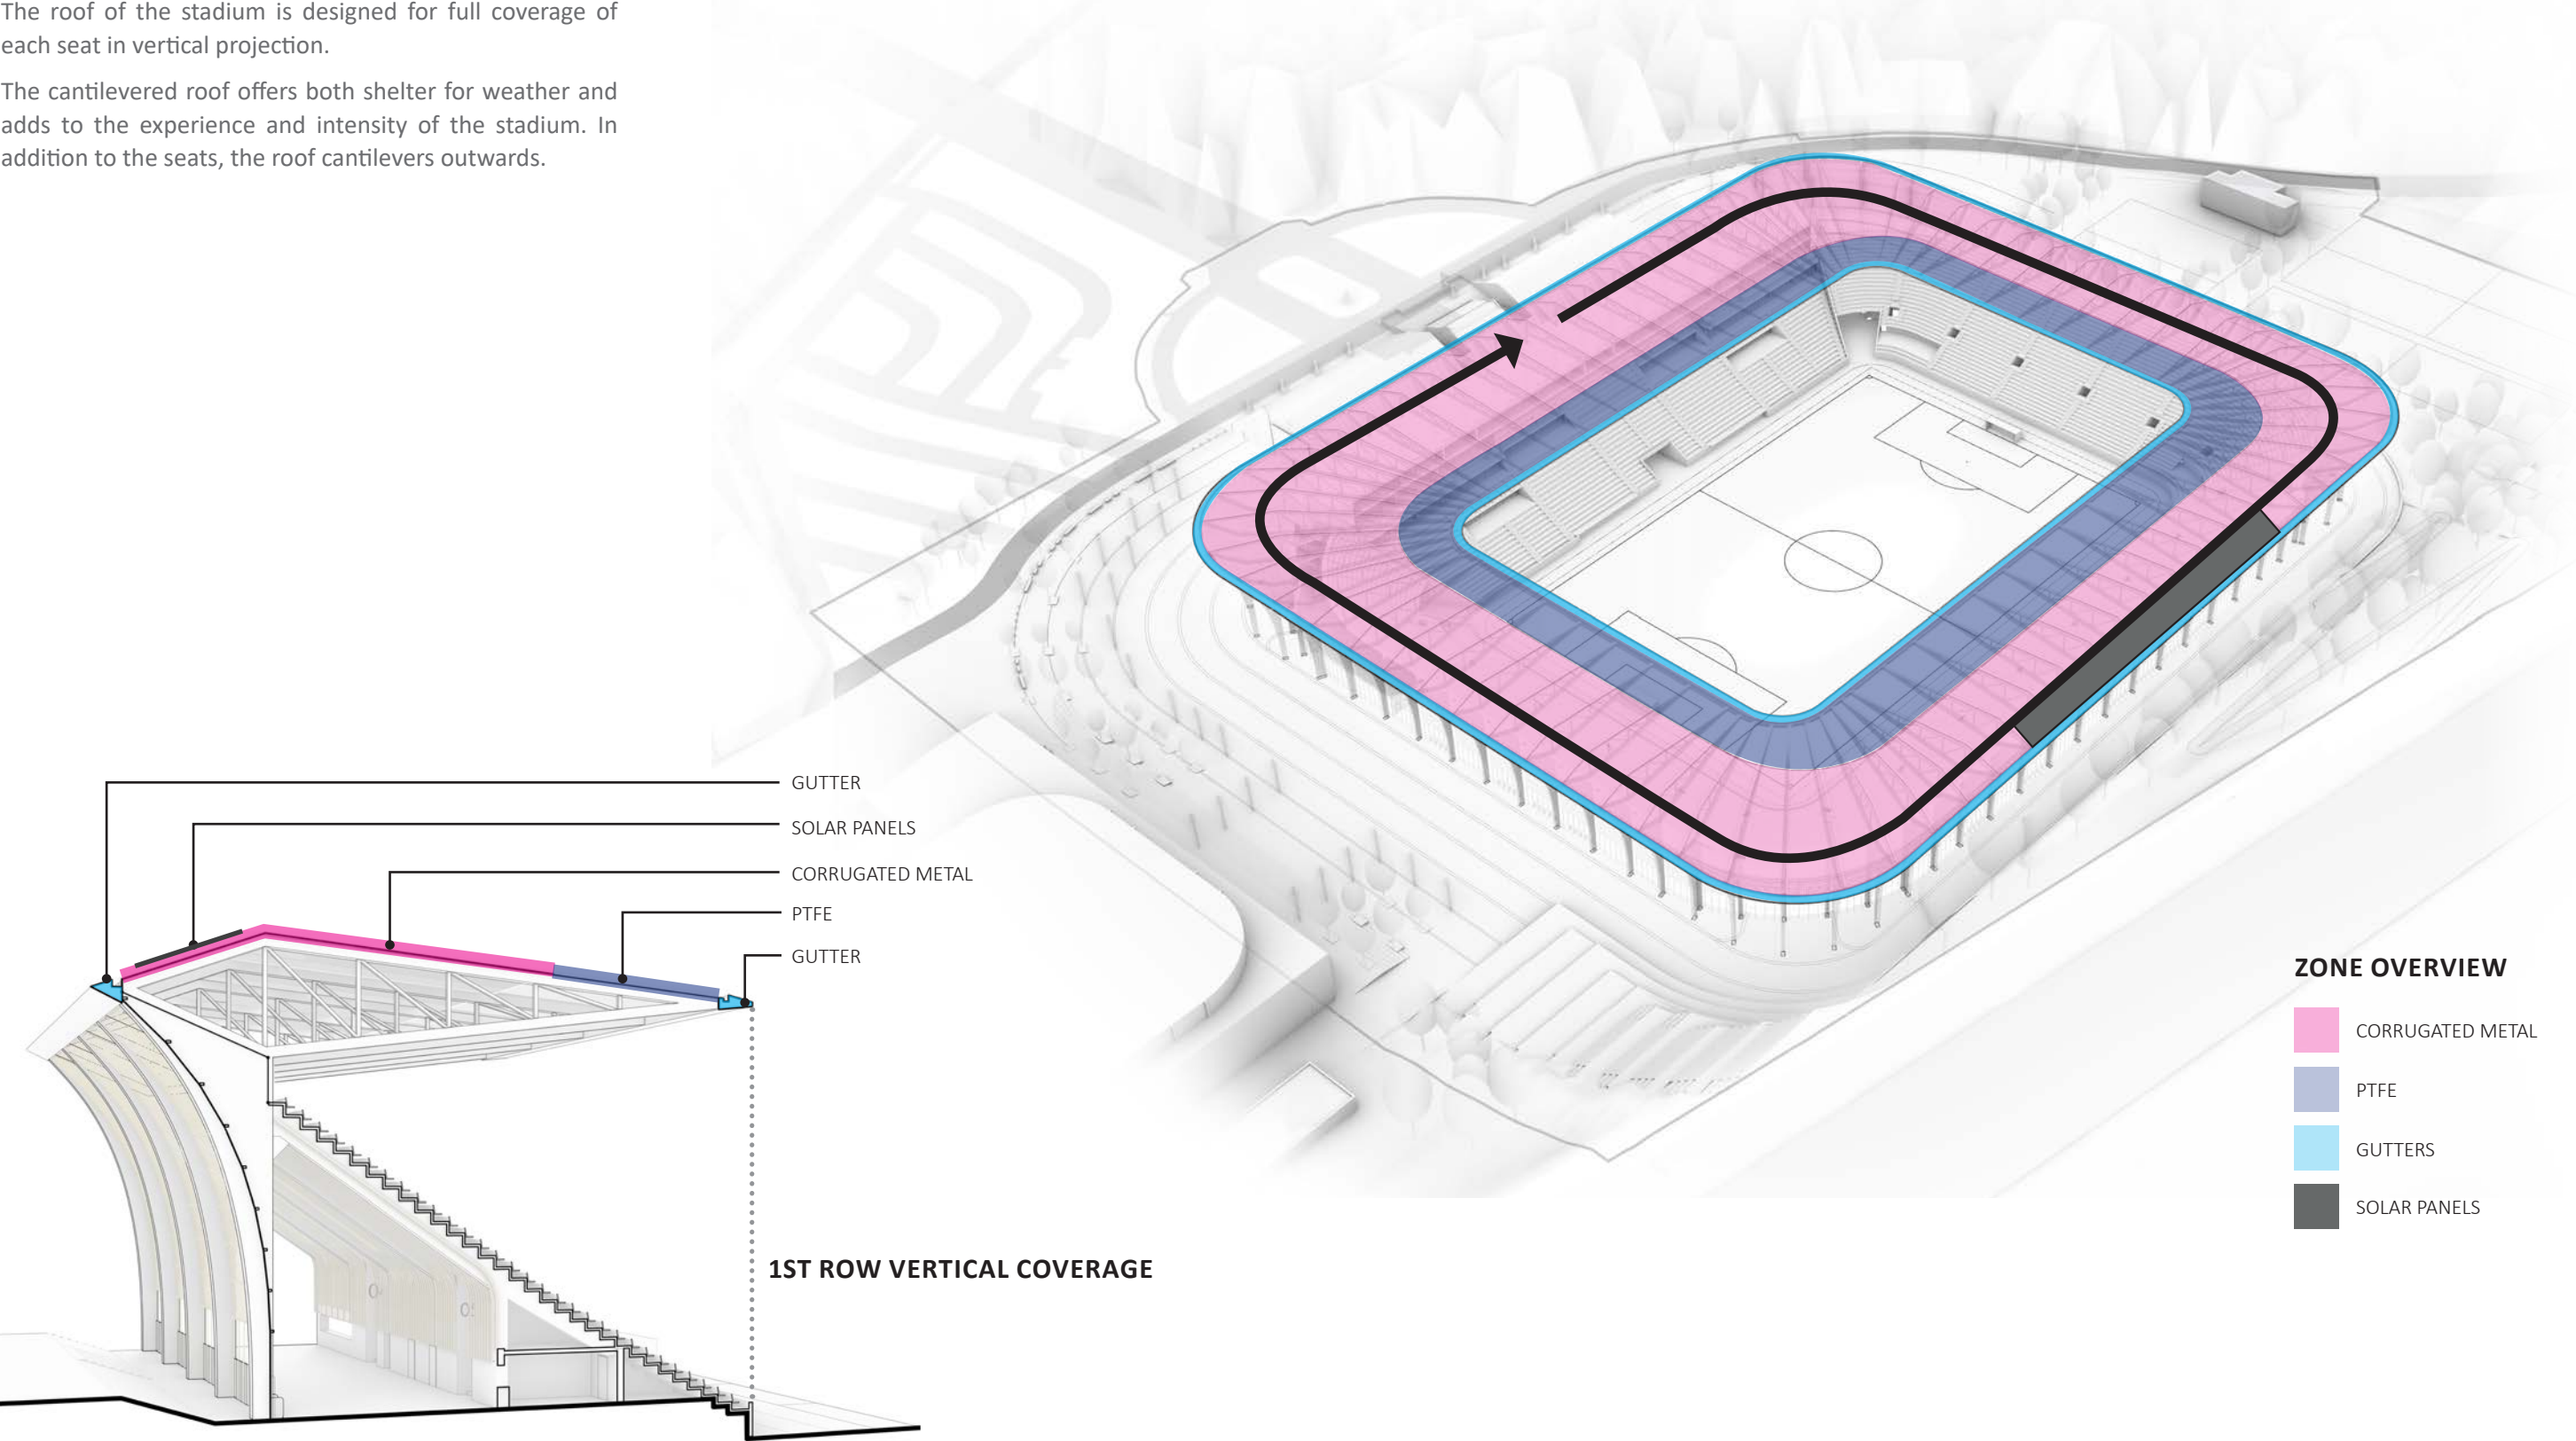 The roof of the stadium is designed for full coverage of
each seat in vertical projection.
The cantilevered roof offers both shelter for weather and
adds to the experience and intensity of the stadium. In
addition to the seats, the roof cantilevers outwards.
GUTTER
SOLAR PANELS
CORRUGATED METAL
PTFE
GUTTER
1ST ROW VERTICAL COVERAGE
ZONE OVERVIEW
CORRUGATED METAL
PTFE
GUTTERS
SOLAR PANELS